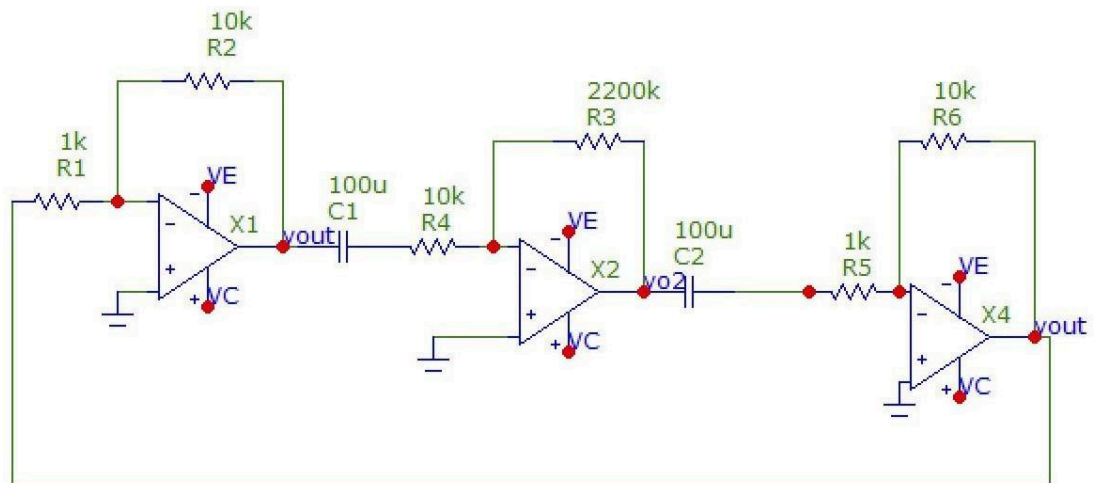 10k
R2
1k
R1
VE
X1
vout
VC
100u
C1
10k
R4
2200k
R3
VE
X2
vo2
VC
100u
C2
1k
R5
10k
R6
VE
X4
vout
VC